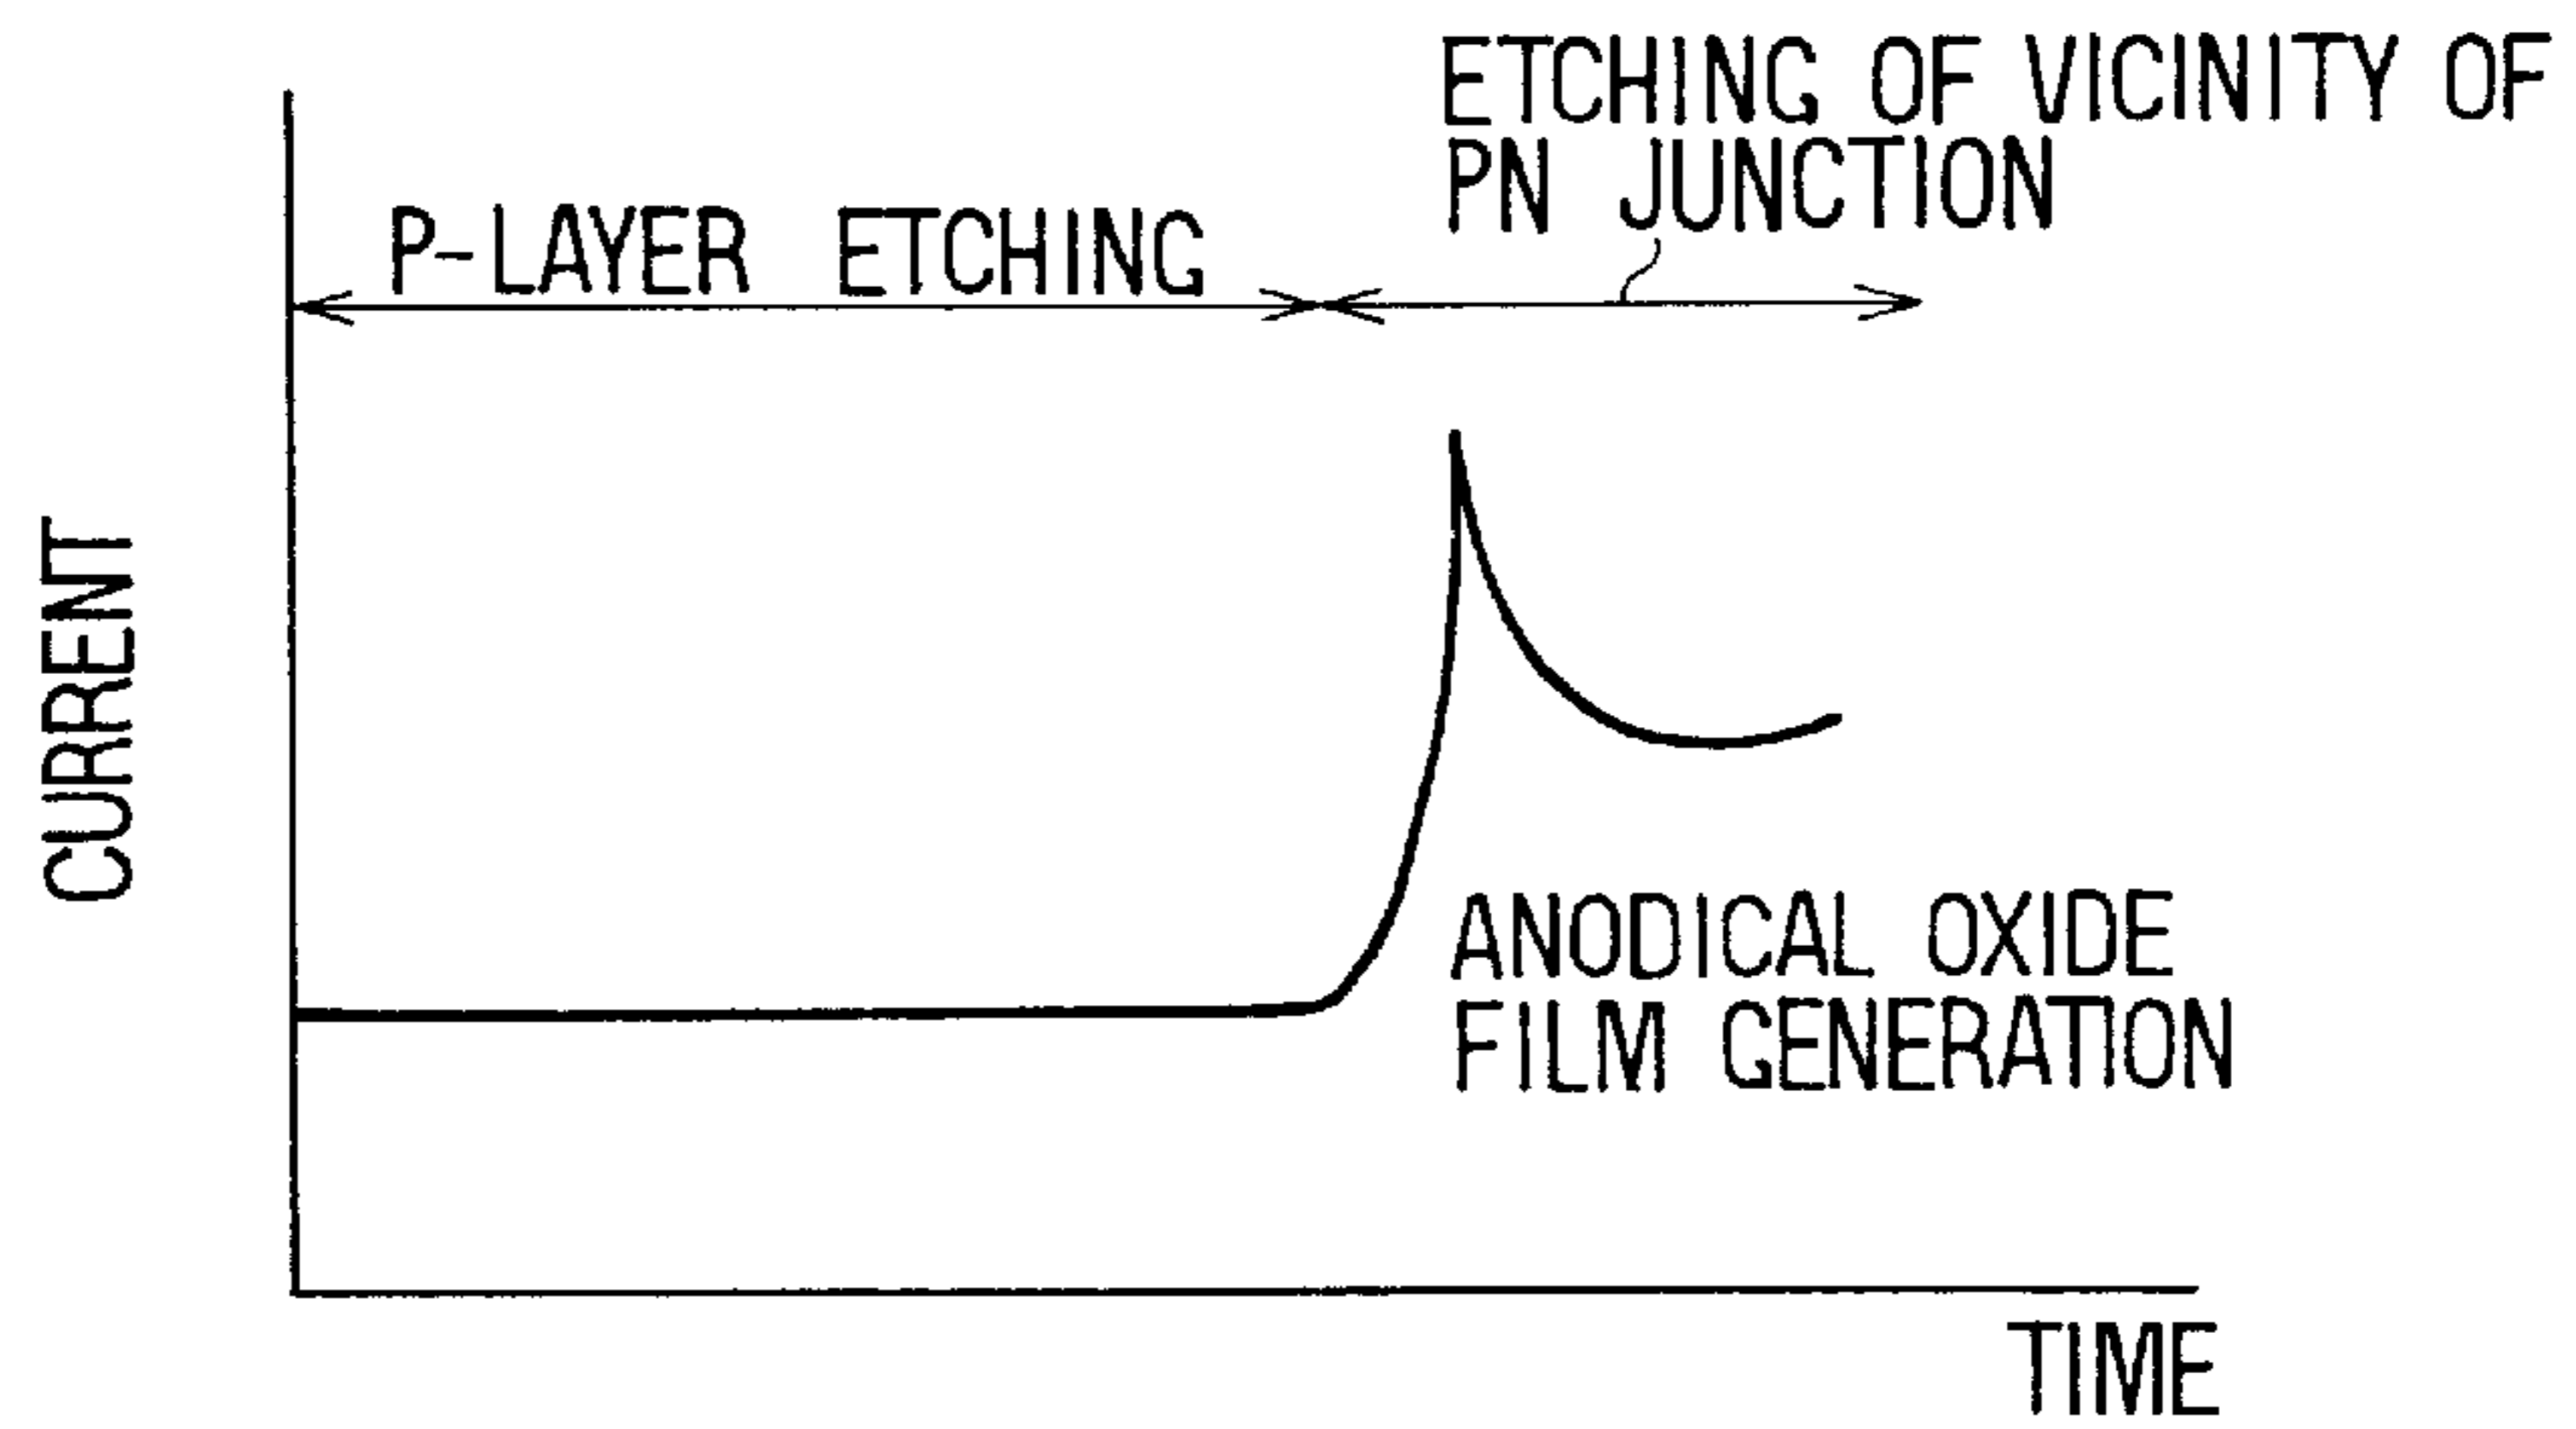 ETCHING OF VICINITY OF
PN JUNCTION
P-LAYER ETCHING
CURRENT
ANODICAL OXIDE
FILM GENERATION
TIME